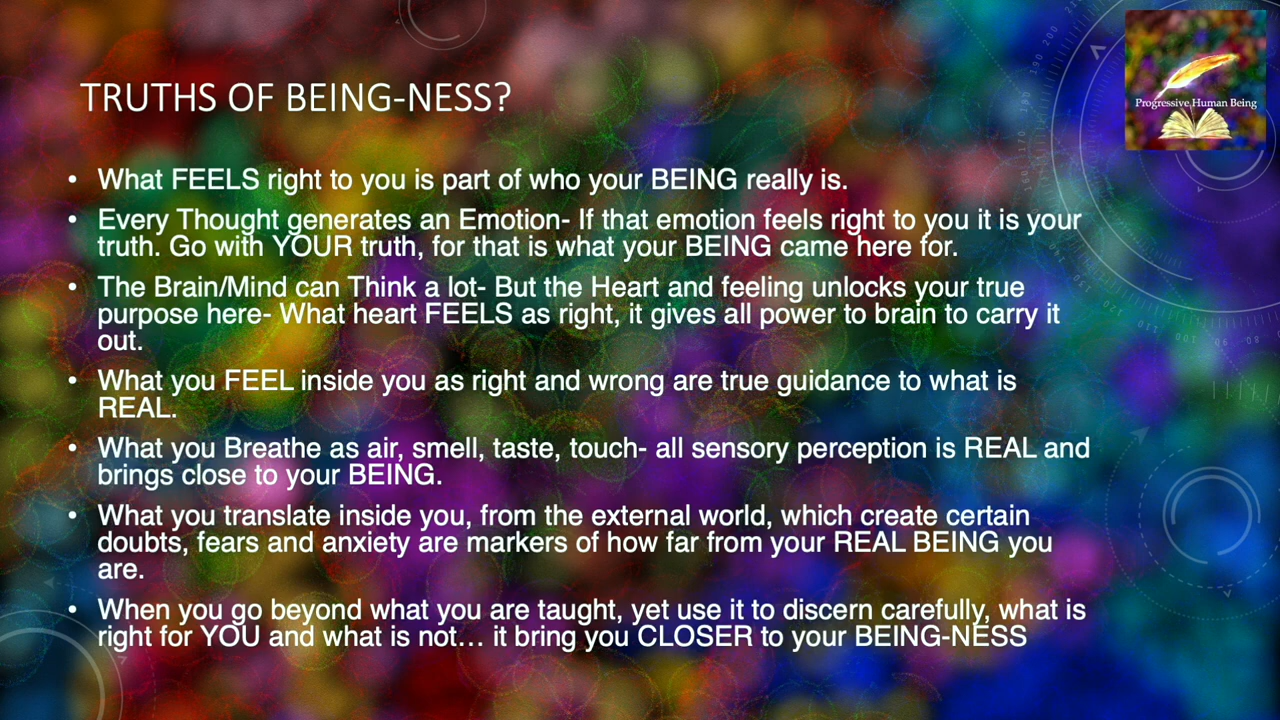 TRUTHS OF BEING-NESS?
Progressive Human Being
• What FEELS right to you is part of who your BEING really is.
• Every Thought generates an Emotion- If that emotion feels right to you it is your
truth. Go with YOUR truth, for that is what your BEING came here for.
• The Brain/Mind can Think a lot- But the Heart and feeling unlocks your true
purpose here- What heart FEELS as right, it gives all power to brain to carry it
out.
• What you FEEL inside you as right and wrong are true guidance to what is
REAL.
• What you Breathe as air, smell, taste, touch- all sensory perception is REAL and
brings close to your BEING.
• What you translate inside you, from the external world, which create certain
doubts, fears and anxiety are markers of how far from your REAL BEING you
are.
• When you go beyond what you are taught, yet use it to discern carefully, what is
right for YOU and what is not... it bring you CLOSER to your BEING-NESS